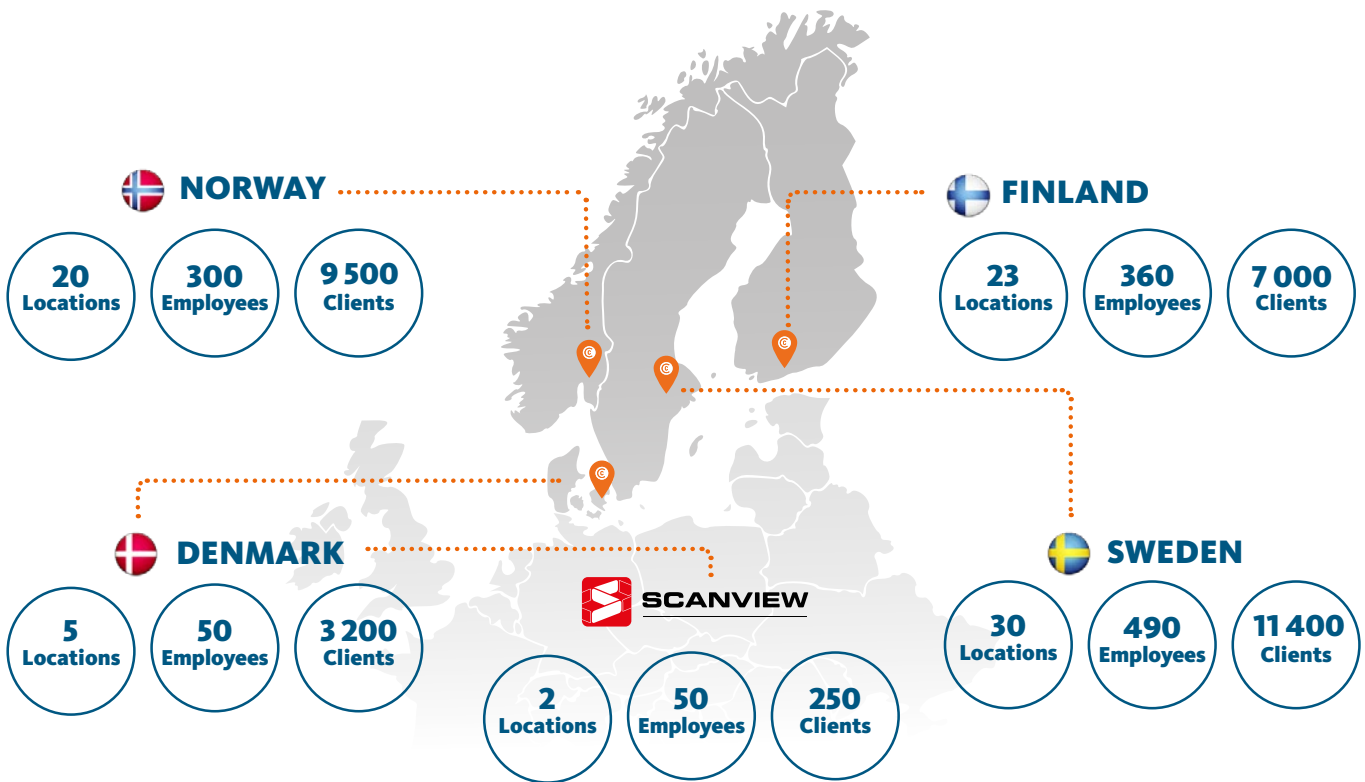 NORWAY
20
Locations
300
Employees
9 500
Clients
FINLAND
23
Locations
360
Employees
7 000
Clients
DENMARK
5
Locations
50
Employees
3 200
Clients
SCANVIEW
2
Locations
50
Employees
250
Clients
SWEDEN
30
Locations
490
Employees
11 400
Clients